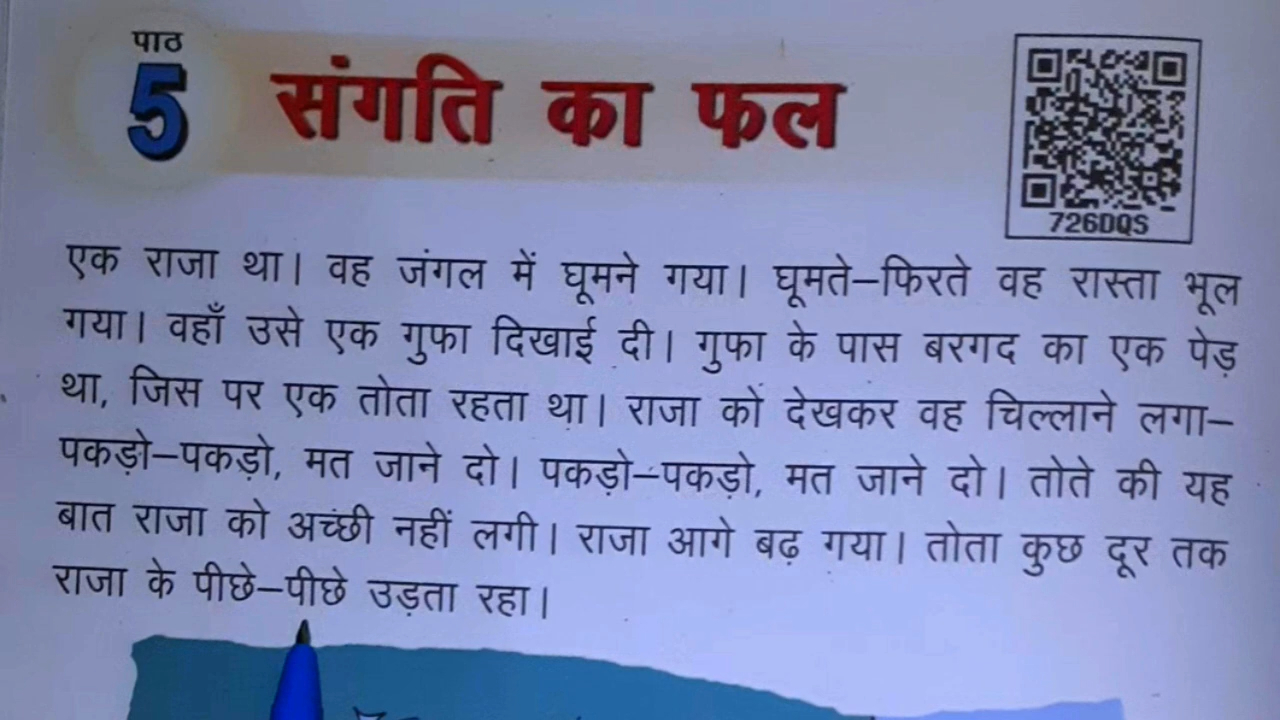 पाठ
5 संगति का फल
726DQS
एक राजा था। वह जंगल में घूमने गया। घूमते–फिरते वह रास्ता भूल
गया। वहाँ उसे एक गुफा दिखाई दी। गुफा के पास बरगद का एक पेड़
था, जिस पर एक तोता रहता था। राजा को देखकर वह चिल्लाने लगा–
पकड़ो–पकड़ो, मत जाने दो। पकड़ो–पकड़ो, मत जाने दो। तोते की यह
बात राजा को अच्छी नहीं लगी। राजा आगे बढ़ गया। तोता कुछ दूर तक
राजा के पीछे–पीछे उड़ता रहा।